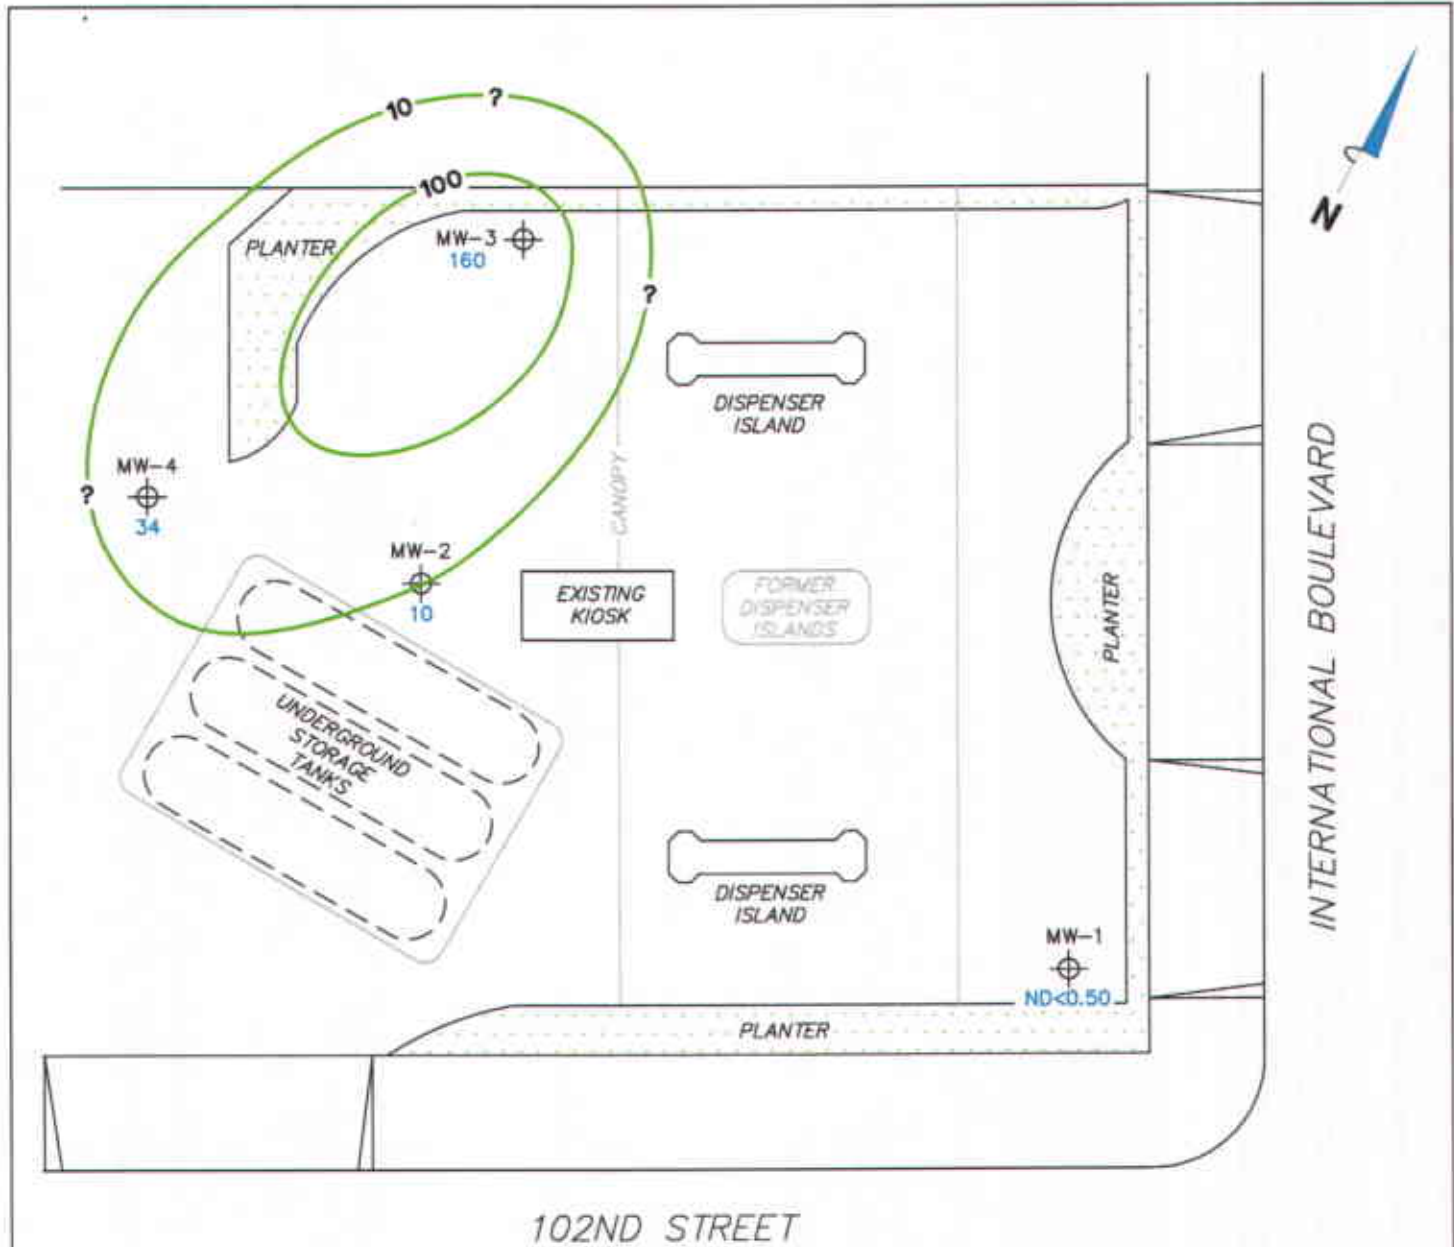 10
?
100
N
PLANTER
MW-3
160
?
DISPENSER
ISLAND
MW-4
?
34
CANOPY
INTERNATIONAL BOULEVARD
MW-2
10
EXISTING
KIOSK
FORMER
DISPENSER
ISLANDS
PLANTER
UNDERGROUND
STORAGE
TANKS
DISPENSER
ISLAND
MW-1
ND<0.50
PLANTER
102ND STREET